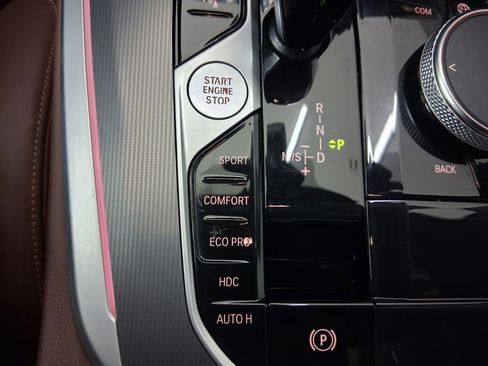 COM
START
ENGINE
STOP
R
N
M/S D P
+
SPORT
COMFORT
ECO PRO
HDC
AUTO H
BACK
(P)